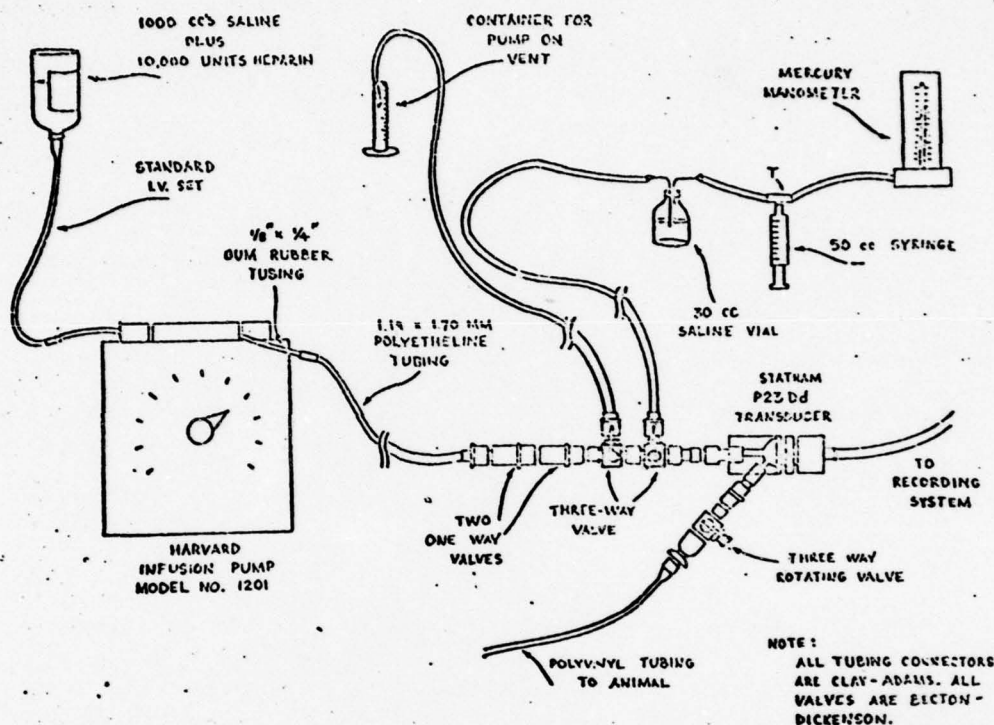 1000 CC'S SALINE
PLUS
10,000 UNITS HEPARIN
CONTAINER FOR
PUMP ON
VENT
MERCURY
MANOMETER
STANDARD
I.V. SET
T
50 CC SYRINGE
1/8" x 1/4"
GUM RUBBER
TUBING
30 CC
SALINE VIAL
1.19 x 1.70 MM
POLYETHELINE
TUBING
STATHAM
P23Dd
TRANSDUCER
TO
RECORDING
SYSTEM
TWO
ONE WAY
VALVES
THREE-WAY
VALVE
THREE WAY
ROTATING VALVE
HARVARD
INFUSION PUMP
MODEL NO. 1201
POLYVINYL TUBING
TO ANIMAL
NOTE:
ALL TUBING CONNECTORS
ARE CLAY-ADAMS. ALL
VALVES ARE BECTON-
DICKENSON.